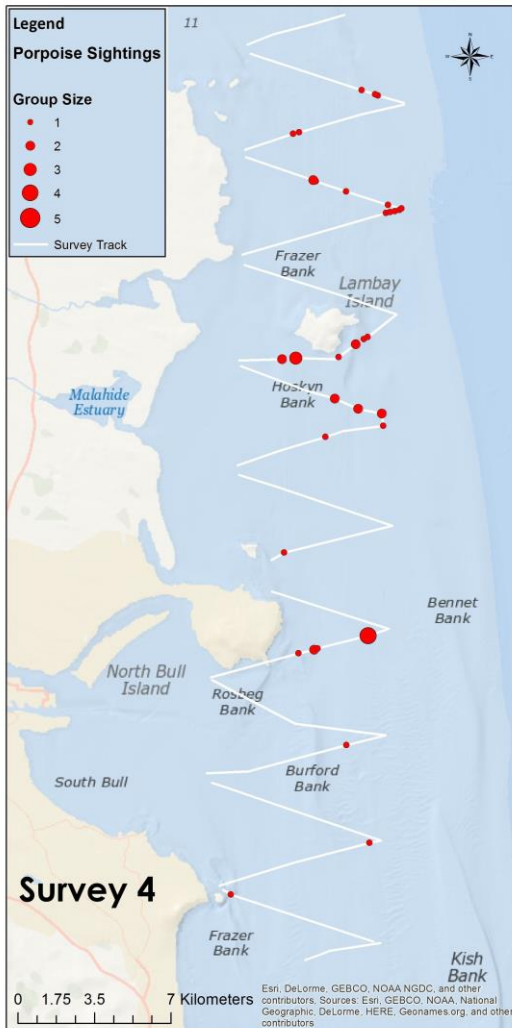 Legend
Porpoise Sightings
Group Size
1
2
3
4
5
Survey Track
11
N
W
E
S
Frazer
Bank
Lambay
Island
Malahide
Estuary
Hoskyn
Bank
Bennet
Bank
North Bull
Island
Rosbeg
Bank
South Bull
Burford
Bank
Survey 4
Frazer
Bank
Kish
Bank
0 1.75 3.5 7 Kilometers
Esri, DeLorme, GEBCO, NOAA NGDC, and other
contributors, Sources: Esri, GEBCO, NOAA, National
Geographic, DeLorme, HERE, Geonames.org, and other
contributors